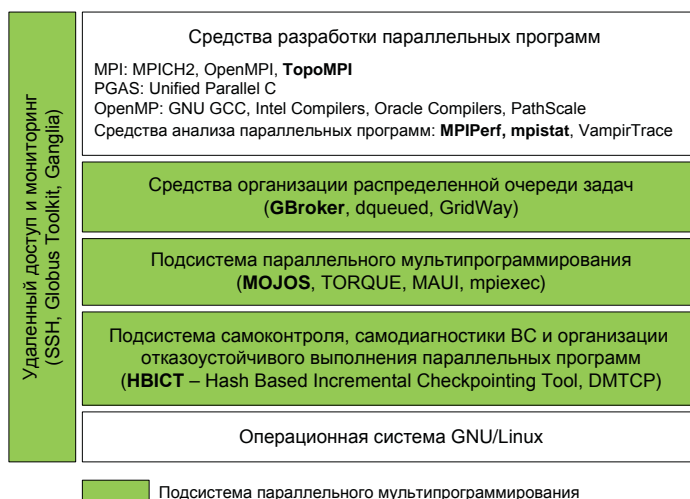 Удаленный доступ и мониторинг
(SSH, Globus Toolkit, Ganglia)
Средства разработки параллельных программ
MPI: MPICH2, OpenMPI, TopoMPI
PGAS: Unified Parallel C
OpenMP: GNU GCC, Intel Compilers, Oracle Compilers, PathScale
Средства анализа параллельных программ: MPIPerf, mpistat, VampirTrace
Средства организации распределенной очереди задач
(GBroker, dqueued, GridWay)
Подсистема параллельного мультипрограммирования
(MOJOS, TORQUE, MAUI, mpiexec)
Подсистема самоконтроля, самодиагностики ВС и организации
отказоустойчивого выполнения параллельных программ
(HBICT – Hash Based Incremental Checkpointing Tool, DMTCP)
Операционная система GNU/Linux
Подсистема параллельного мультипрограммирования